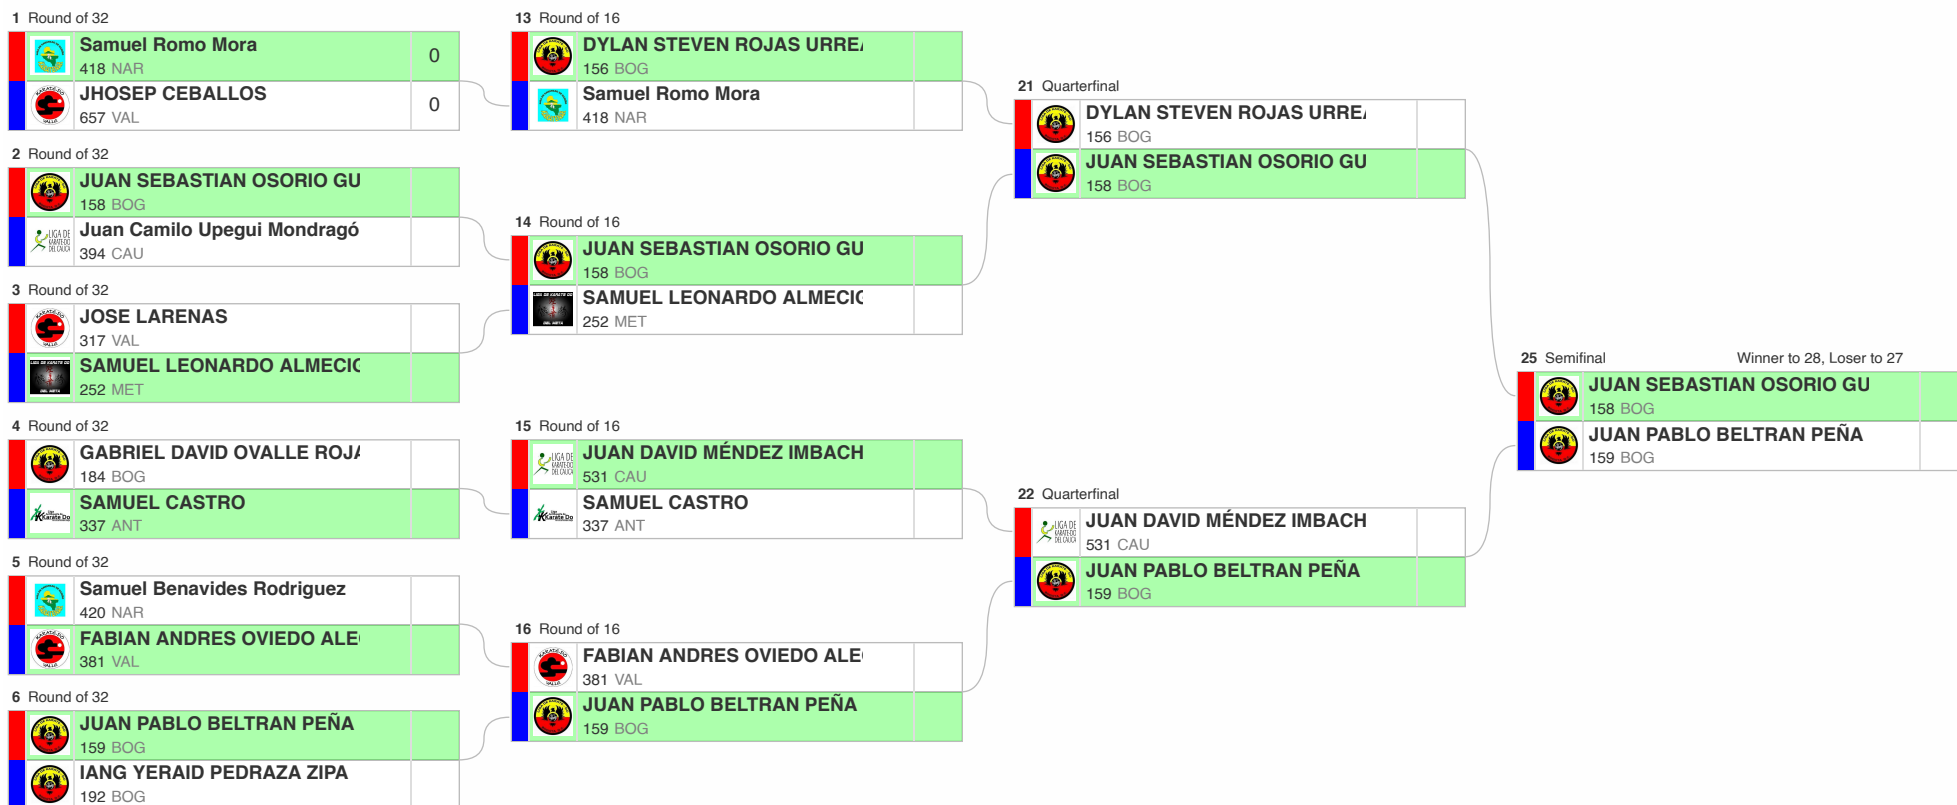 1 Round of 32
Samuel Romo Mora
418 NAR
0
JHOSEP CEBALLOS
657 VAL
0
2 Round of 32
JUAN SEBASTIAN OSORIO GU
158 BOG
Juan Camilo Upegui Mondragó
394 CAU
3 Round of 32
JOSE LARENAS
317 VAL
SAMUEL LEONARDO ALMECIG
252 MET
4 Round of 32
GABRIEL DAVID OVALLE ROJA
184 BOG
SAMUEL CASTRO
337 ANT
5 Round of 32
Samuel Benavides Rodriguez
420 NAR
FABIAN ANDRES OVIEDO ALE
381 VAL
6 Round of 32
JUAN PABLO BELTRAN PEÑA
159 BOG
IANG YERAID PEDRAZA ZIPA
192 BOG
13 Round of 16
DYLAN STEVEN ROJAS URREA
156 BOG
Samuel Romo Mora
418 NAR
14 Round of 16
JUAN SEBASTIAN OSORIO GU
158 BOG
SAMUEL LEONARDO ALMECIG
252 MET
15 Round of 16
JUAN DAVID MÉNDEZ IMBACH
531 CAU
SAMUEL CASTRO
337 ANT
16 Round of 16
FABIAN ANDRES OVIEDO ALE
381 VAL
JUAN PABLO BELTRAN PEÑA
159 BOG
21 Quarterfinal
DYLAN STEVEN ROJAS URREA
156 BOG
JUAN SEBASTIAN OSORIO GU
158 BOG
22 Quarterfinal
JUAN DAVID MÉNDEZ IMBACH
531 CAU
JUAN PABLO BELTRAN PEÑA
159 BOG
25 Semifinal Winner to 28, Loser to 27
JUAN SEBASTIAN OSORIO GU
158 BOG
JUAN PABLO BELTRAN PEÑA
159 BOG